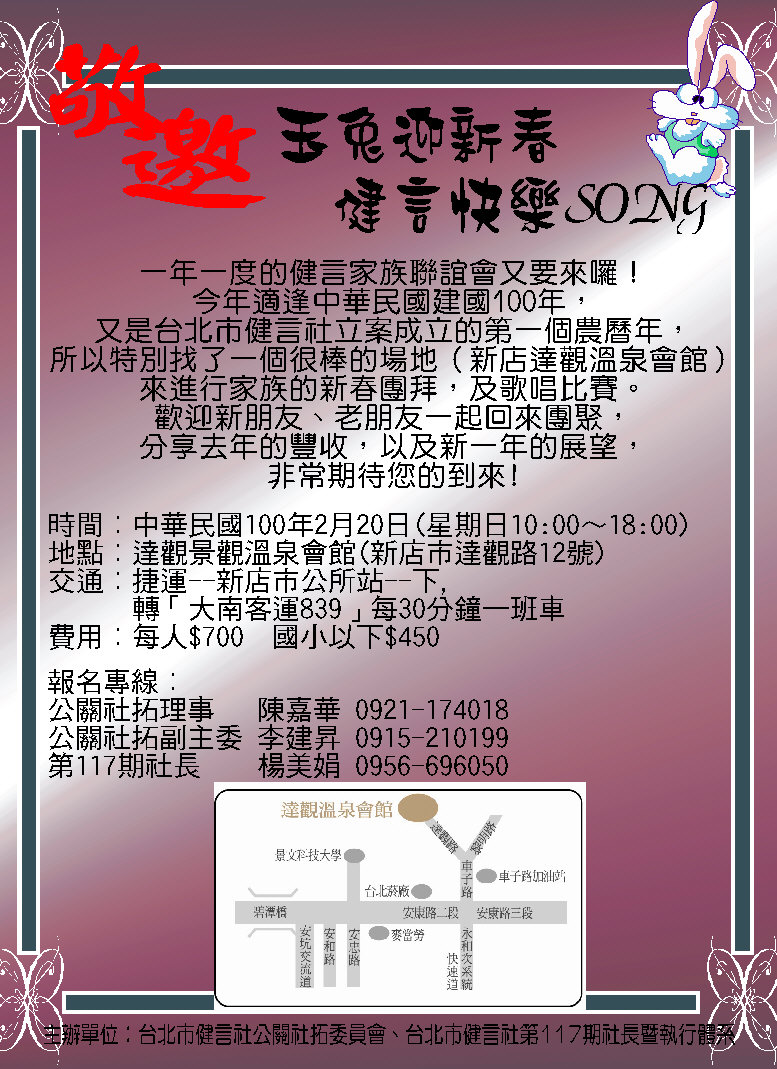 敬邀
玉兔迎新春
健言快樂SONG
一年一度的健言家族聯誼會又要來囉！
今年適逢中華民國建國100年，
又是台北市健言社立案成立的第一個農曆年，
所以特別找了一個很棒的場地（新店達觀溫泉會館）
來進行家族的新春團拜，及歌唱比賽。
歡迎新朋友、老朋友一起回來團聚，
分享去年的豐收，以及新一年的展望，
非常期待您的到來！
時間：中華民國100年2月20日(星期日10:00～18:00)
地點：達觀景觀溫泉會館(新店市達觀路12號)
交通：捷運--新店市公所站--下,
轉「大南客運839」每30分鐘一班車
費用：每人$700　國小以下$450
報名專線：
公關社拓理事　陳嘉華 0921-174018
公關社拓副主委 李建昇 0915-210199
第117期社長　楊美娟 0956-696050
達觀溫泉會館
達觀路
景文科技大學
車子路
車子路加油站
台北菸廠
碧潭橋
安康路二段
安康路三段
麥當勞
安坑交流道
安和路
安忠路
永和次系統
快速道
主辦單位：台北市健言社公關社拓委員會、台北市健言社第117期社長暨執行體系